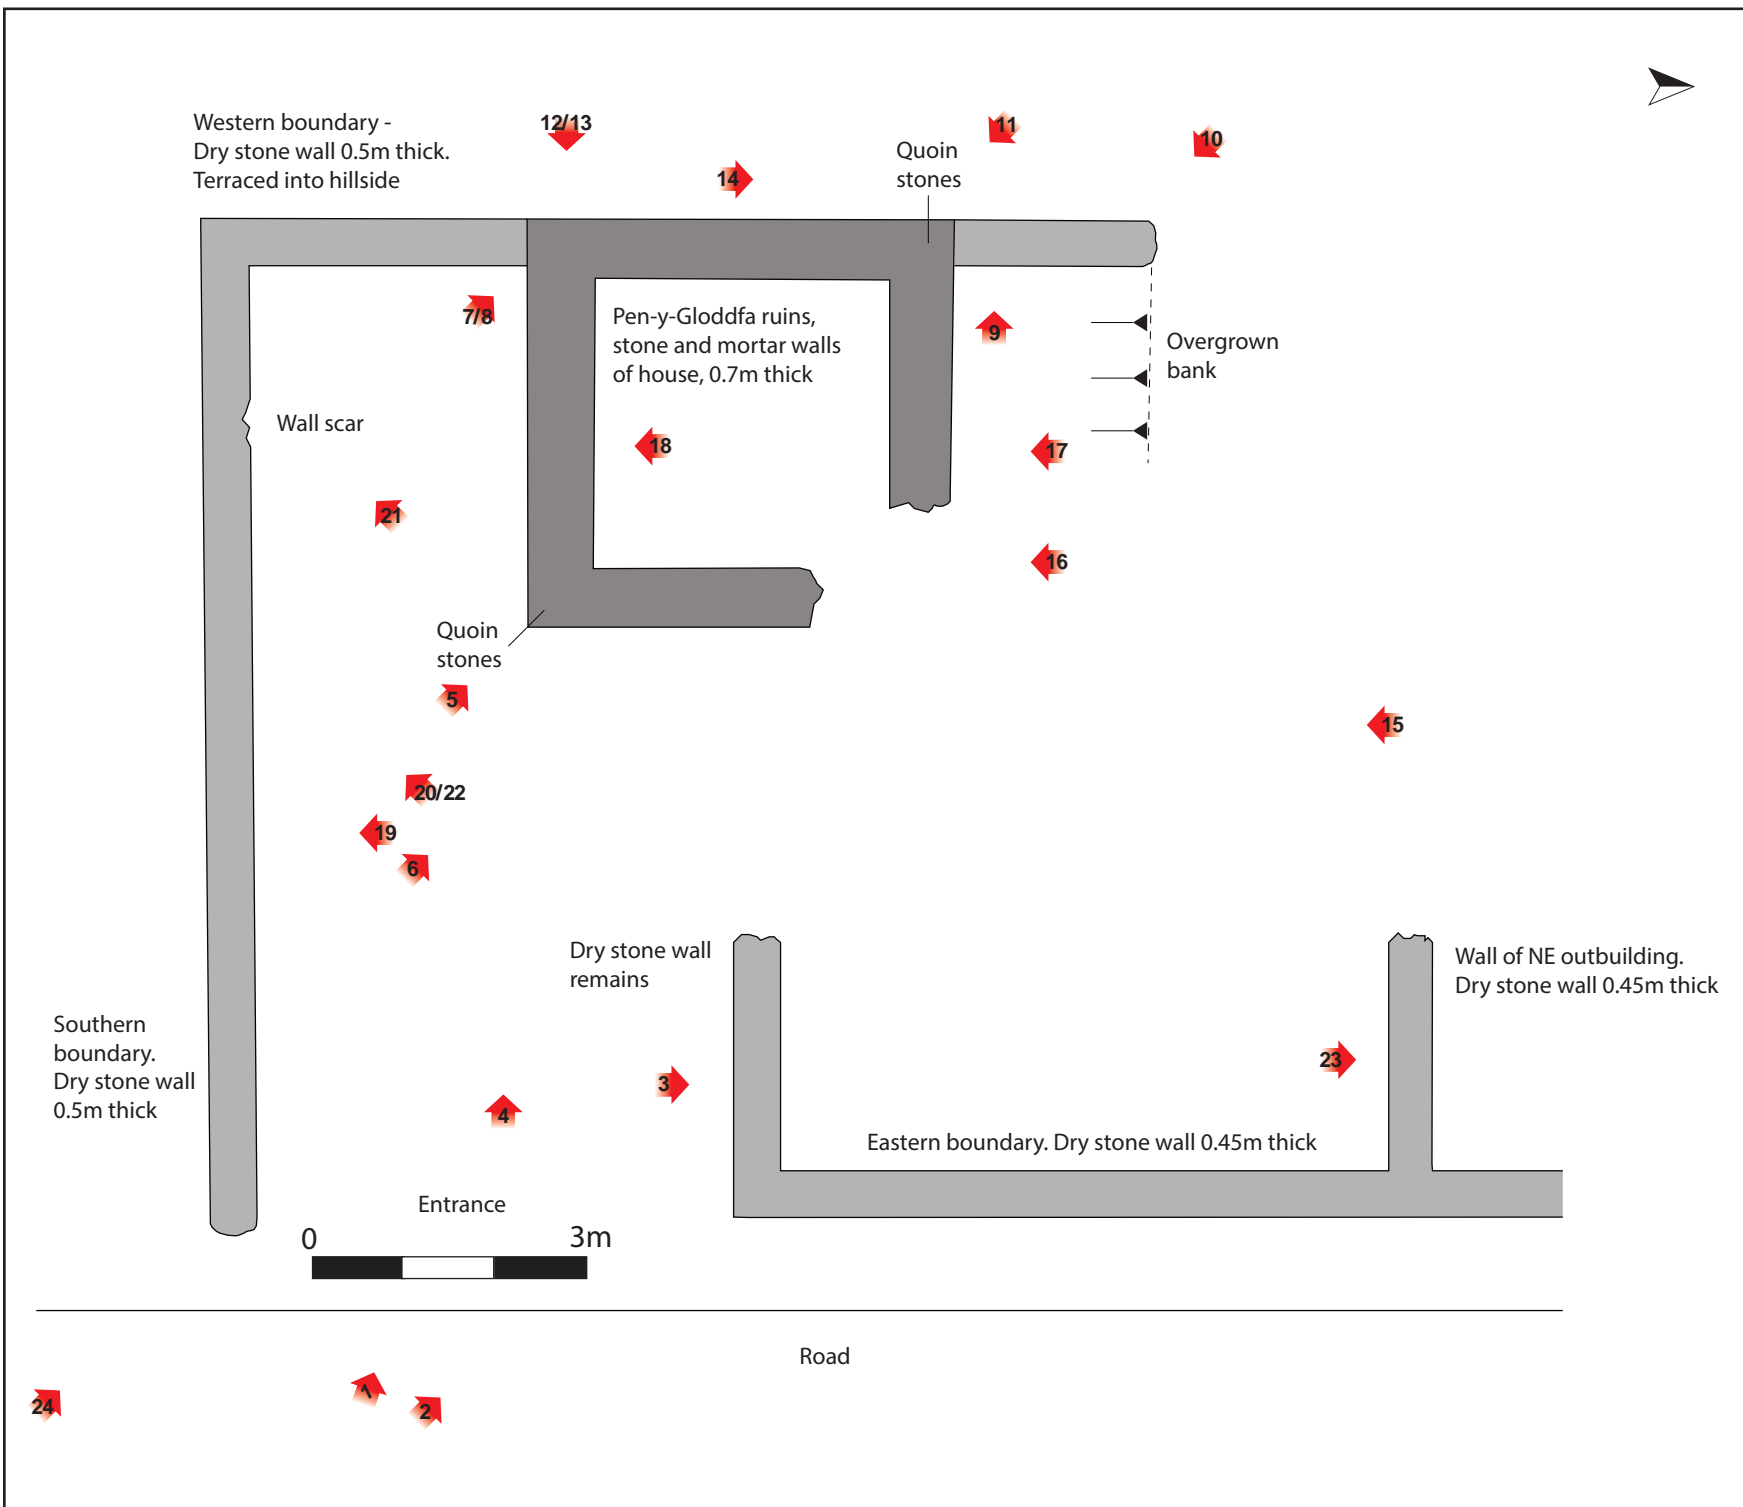 Western boundary -
Dry stone wall 0.5m thick.
Terraced into hillside
12/13
11
10
14
Quoin
stones
7/8
Pen-y-Gloddfa ruins,
stone and mortar walls
of house, 0.7m thick
9
Overgrown
bank
Wall scar
18
17
21
16
Quoin
stones
5
15
20/22
19
6
Dry stone wall
remains
Wall of NE outbuilding.
Dry stone wall 0.45m thick
Southern
boundary.
Dry stone wall
0.5m thick
3
23
4
Eastern boundary. Dry stone wall 0.45m thick
Entrance
0
3m
Road
24
1
2